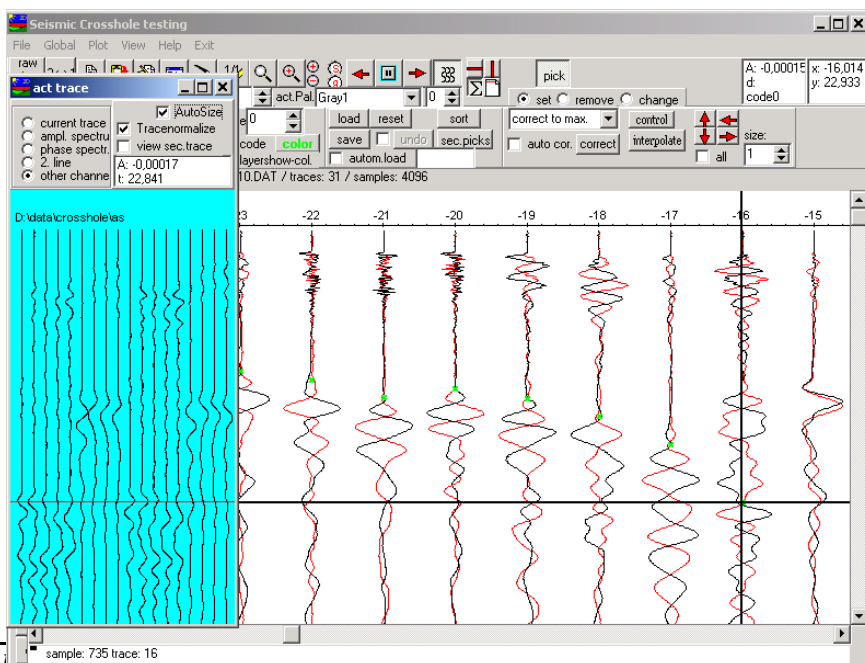 Seismic Crosshole testing
File Global Plot View Help Exit
raw
pick
A: -0,00015
d:
code0
x: -16,014
y: 22,933
act trace
act.Pal. Gray1 0
set remove change
current trace
ampl. spectru
phase spectr.
2. line
other channe
AutoSize
Tracenormalize
view sec.trace
A: -0,00017
t: 22,841
e 0
code color
layershow-col.
load reset sort
save undo sec.picks
autom.load
correct to max. control
auto cor. correct interpolate
all
size:
1
10.DAT / traces: 31 / samples: 4096
D:\data\crosshole\as
-22 -21 -20 -19 -18 -17 -16 -15
sample: 735 trace: 16